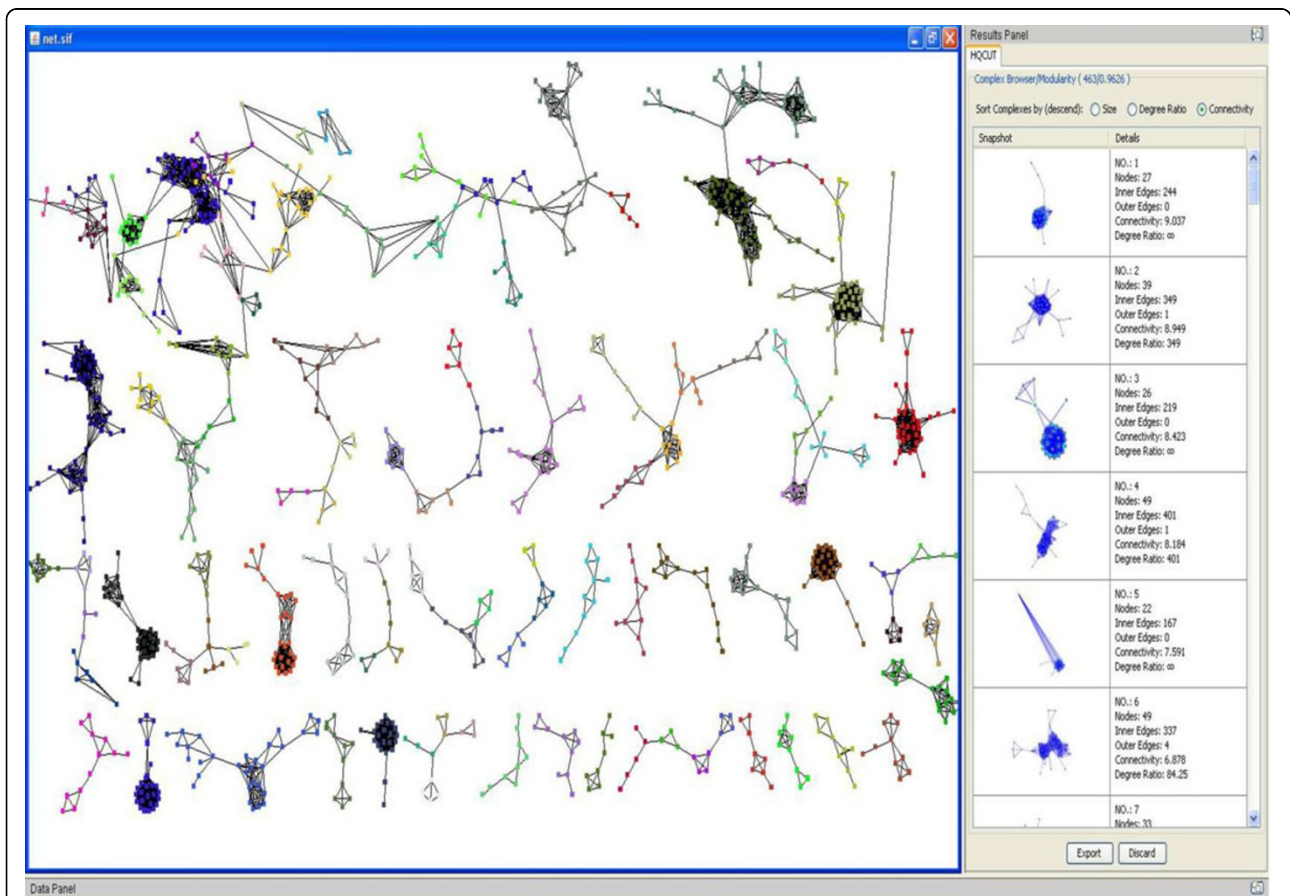 net.sif
Results Panel
HQCUT
Complex Browser/Modularity ( 463/0.9626 )
Sort Complexes by (descend): Size Degree Ratio Connectivity
Snapshot Details
NO.: 1
Nodes: 27
Inner Edges: 244
Outer Edges: 0
Connectivity: 9.037
Degree Ratio: ∞
NO.: 2
Nodes: 39
Inner Edges: 349
Outer Edges: 1
Connectivity: 8.949
Degree Ratio: 349
NO.: 3
Nodes: 26
Inner Edges: 219
Outer Edges: 0
Connectivity: 8.423
Degree Ratio: ∞
NO.: 4
Nodes: 49
Inner Edges: 401
Outer Edges: 1
Connectivity: 8.184
Degree Ratio: 401
NO.: 5
Nodes: 22
Inner Edges: 167
Outer Edges: 0
Connectivity: 7.591
Degree Ratio: ∞
NO.: 6
Nodes: 49
Inner Edges: 337
Outer Edges: 4
Connectivity: 6.878
Degree Ratio: 84.25
NO.: 7
Nodes: 33
Export Discard
Data Panel